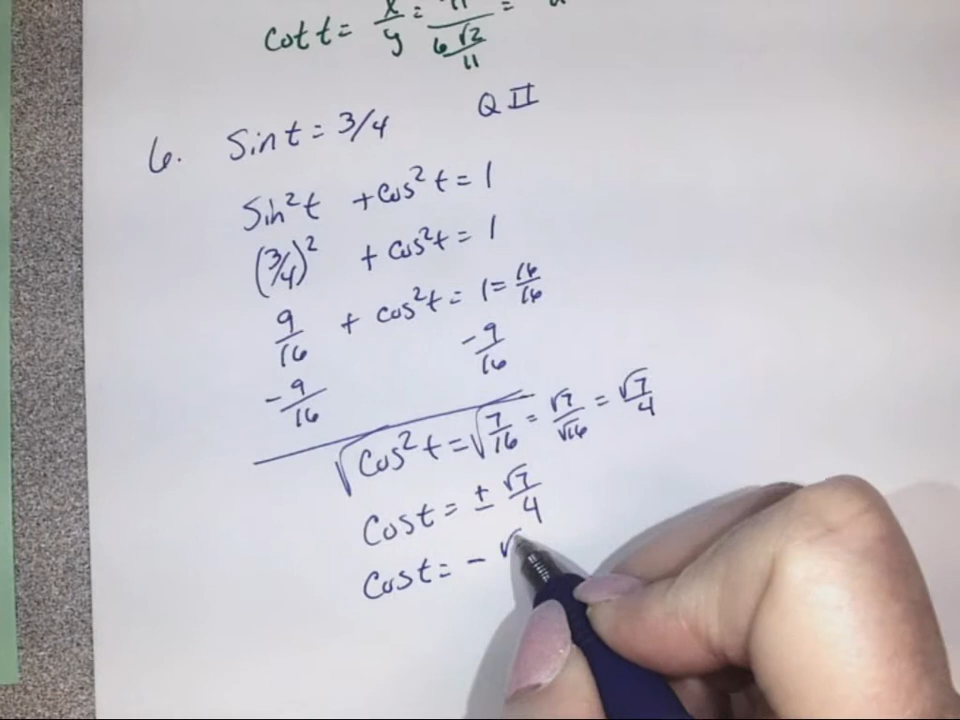 cot t = x/y = 11/(6√2/11) =
6. Sin t = 3/4 Q II
Sin²t + cos²t = 1
(3/4)² + cos²t = 1
9/16 + cos²t = 1 = 16/16
-9/16 -9/16
√cos²t = √7/16 = √7/√16 = √7/4
Cos t = ± √7/4
Cos t = - √